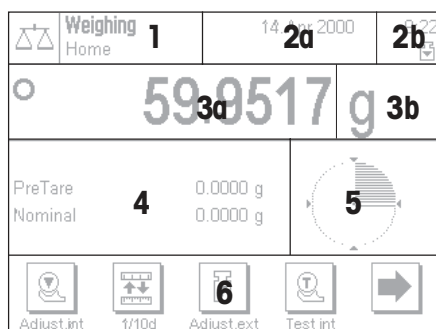 Weighing 1 14. Apr 2000 2a 2b
Home
59.9517 3a g 3b
PreTare 0.0000 g 4 5
Nominal 0.0000 g
6
Adjust.int 1/10d Adjust.ext Test int